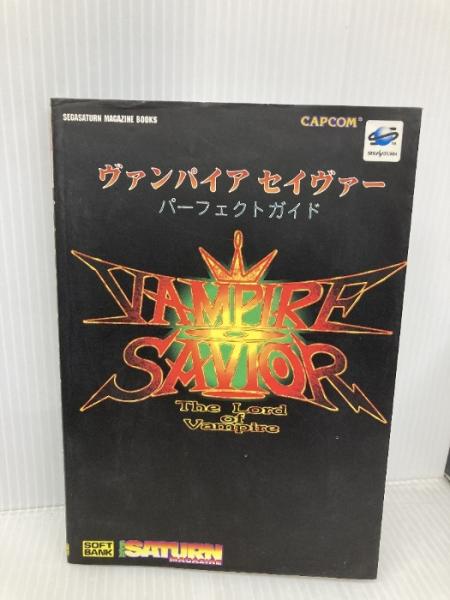 SEGASATURN MAGAZINE BOOKS
CAPCOM®
SEGASATURN
ヴァンパイア セイヴァー
パーフェクトガイド
VAMPIRE
SAVIOR
The Lord
of
Vampire
SOFT
BANK
SATURN
MAGAZINE